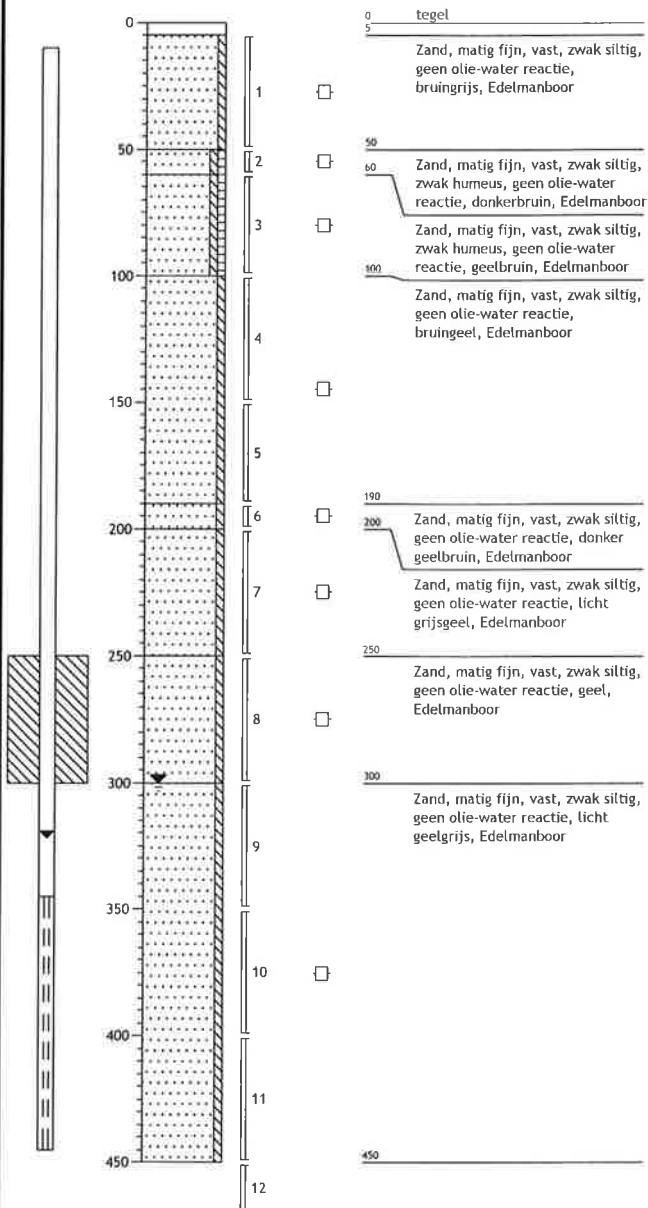 0
50
100
150
200
250
300
350
400
450
1
2
3
4
5
6
7
8
9
10
11
12
0 tegel
5
Zand, matig fijn, vast, zwak siltig,
geen olie-water reactie,
bruingrijs, Edelmanboor
50
Zand, matig fijn, vast, zwak siltig,
zwak humeus, geen olie-water
reactie, donkerbruin, Edelmanboor
60
Zand, matig fijn, vast, zwak siltig,
zwak humeus, geen olie-water
reactie, geelbruin, Edelmanboor
100
Zand, matig fijn, vast, zwak siltig,
geen olie-water reactie,
bruingeel, Edelmanboor
190
Zand, matig fijn, vast, zwak siltig,
geen olie-water reactie, donker
geelbruin, Edelmanboor
200
Zand, matig fijn, vast, zwak siltig,
geen olie-water reactie, licht
grijsgeel, Edelmanboor
250
Zand, matig fijn, vast, zwak siltig,
geen olie-water reactie, geel,
Edelmanboor
300
Zand, matig fijn, vast, zwak siltig,
geen olie-water reactie, licht
geelgrijs, Edelmanboor
450